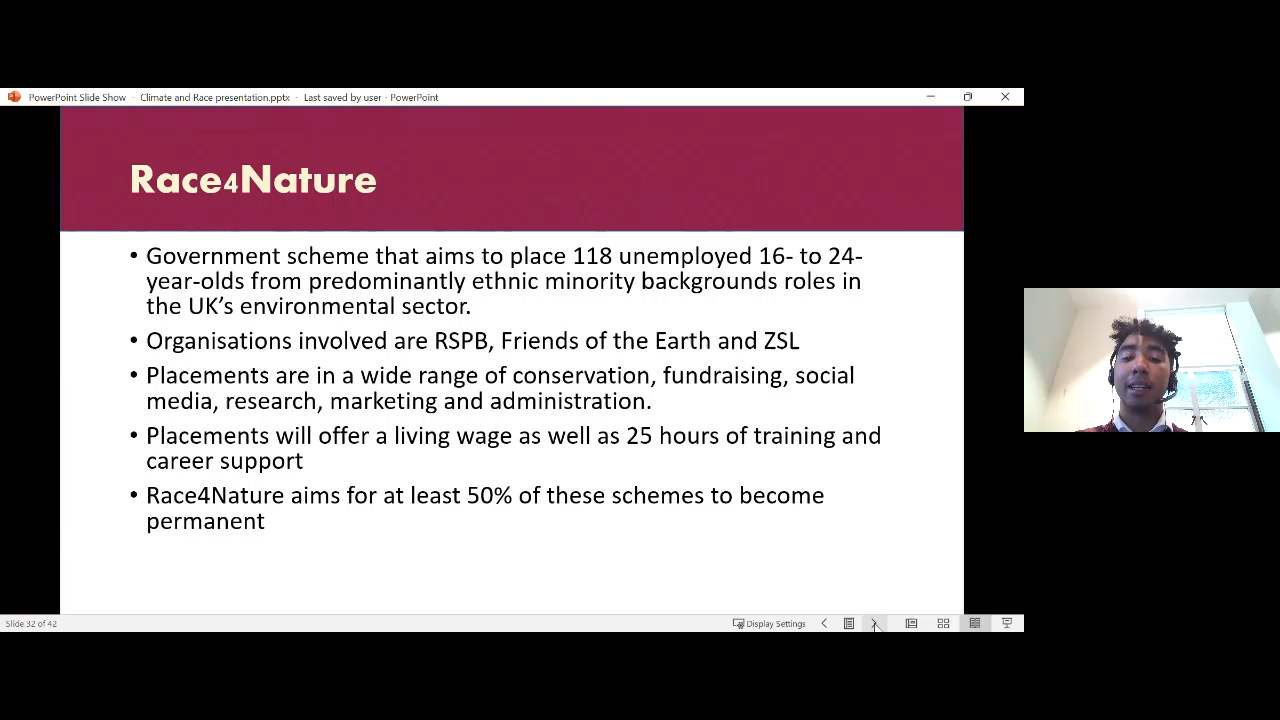 PowerPoint Slide Show - Climate and Race presentation.pptx - Last saved by user - PowerPoint
Race4Nature
• Government scheme that aims to place 118 unemployed 16- to 24-
year-olds from predominantly ethnic minority backgrounds roles in
the UK's environmental sector.
• Organisations involved are RSPB, Friends of the Earth and ZSL
• Placements are in a wide range of conservation, fundraising, social
media, research, marketing and administration.
• Placements will offer a living wage as well as 25 hours of training and
career support
• Race4Nature aims for at least 50% of these schemes to become
permanent
Slide 32 of 42 Display Settings